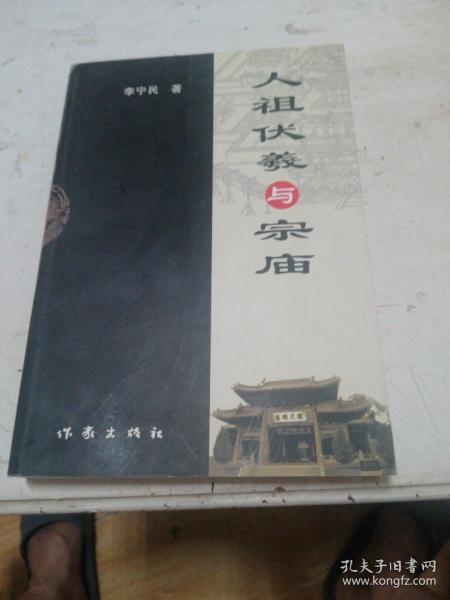 李宁民 著
人祖伏羲与宗庙
作家出版社
孔夫子旧书网
www.kongfz.com